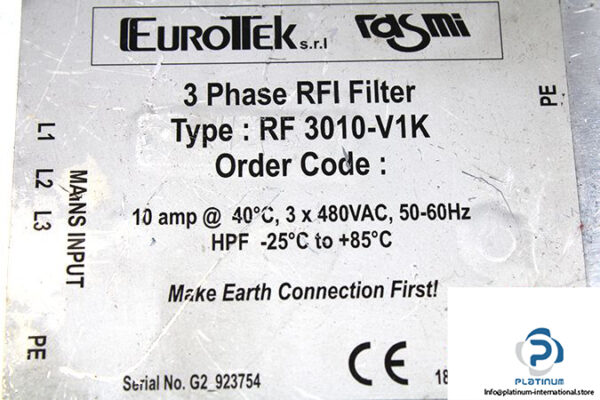 EUROTEK s.r.l rasmi
3 Phase RFI Filter
Type : RF 3010-V1K
Order Code :
10 amp @ 40°C, 3 x 480VAC, 50-60Hz
HPF -25°C to +85°C
Make Earth Connection First!
Serial No. G2_923754
CE
18
L1 L2 L3
MAINS INPUT
PE
PE
PLATINUM
Info@platinum-international.store